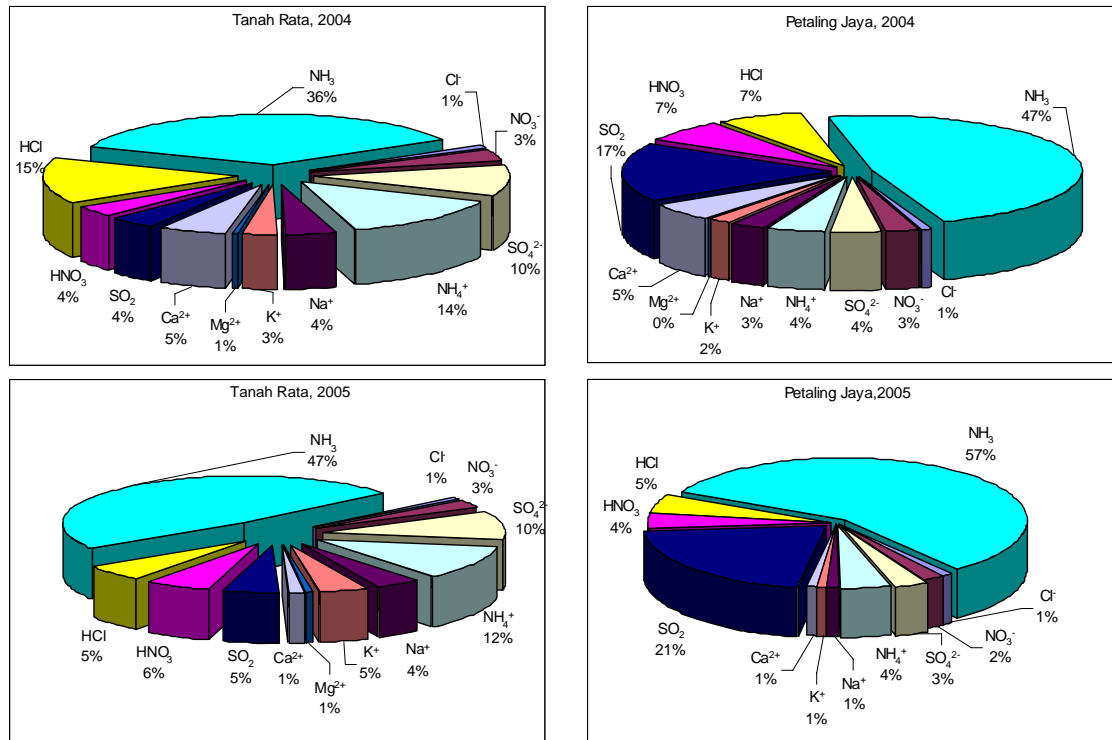 Tanah Rata, 2004
NH₃
36%
Cl⁻
1%
NO₃⁻
3%
HCl
15%
SO₄²⁻
10%
HNO₃
4%
SO₂
4%
Ca²⁺
5%
Mg²⁺
1%
K⁺
3%
Na⁺
4%
NH₄⁺
14%
Petaling Jaya, 2004
HCl
7%
HNO₃
7%
NH₃
47%
SO₂
17%
Ca²⁺
5%
Mg²⁺
0%
K⁺
2%
Na⁺
3%
NH₄⁺
4%
SO₄²⁻
4%
NO₃⁻
3%
Cl⁻
1%
Tanah Rata, 2005
NH₃
47%
Cl⁻
1%
NO₃⁻
3%
SO₄²⁻
10%
HCl
5%
HNO₃
6%
SO₂
5%
Ca²⁺
1%
Mg²⁺
1%
K⁺
5%
Na⁺
4%
NH₄⁺
12%
Petaling Jaya,2005
NH₃
57%
HCl
5%
HNO₃
4%
SO₂
21%
Ca²⁺
1%
K⁺
1%
Na⁺
1%
NH₄⁺
4%
SO₄²⁻
3%
NO₃⁻
2%
Cl⁻
1%